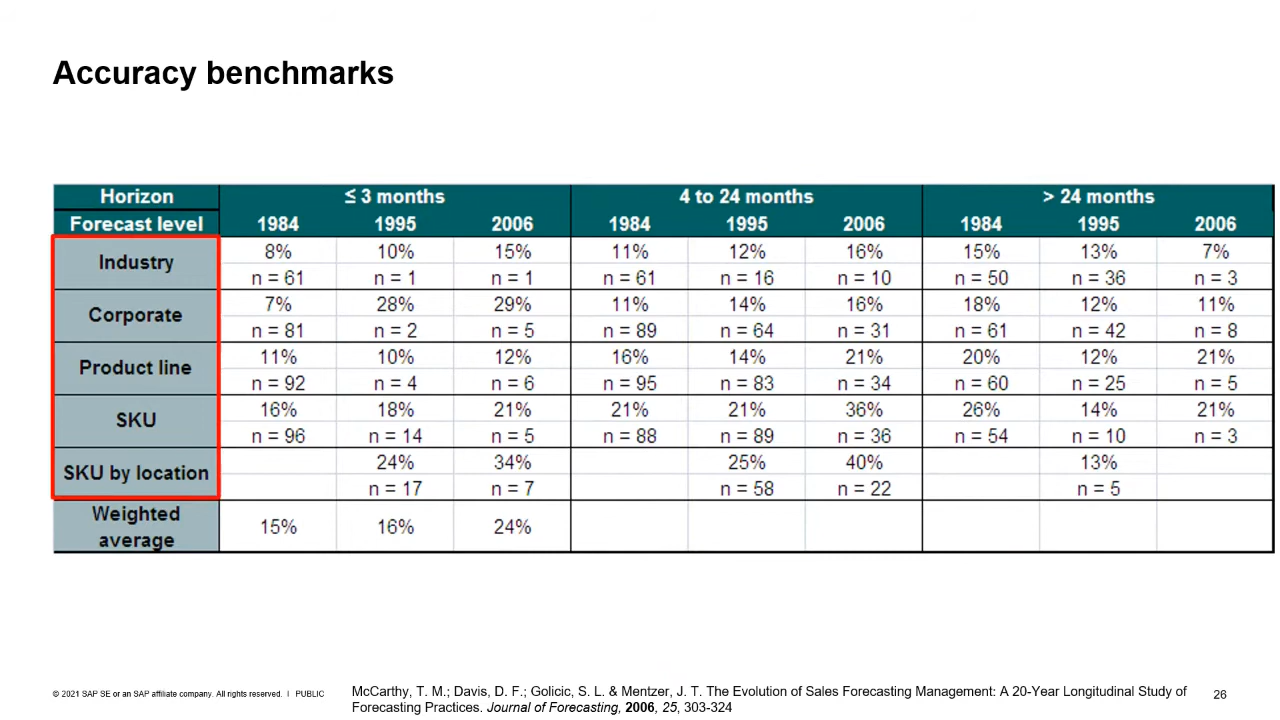 Accuracy benchmarks
Horizon ≤ 3 months 4 to 24 months > 24 months
Forecast level 1984 1995 2006 1984 1995 2006 1984 1995 2006
Industry 8% 10% 15% 11% 12% 16% 15% 13% 7%
n = 61 n = 1 n = 1 n = 61 n = 16 n = 10 n = 50 n = 36 n = 3
Corporate 7% 28% 29% 11% 14% 16% 18% 12% 11%
n = 81 n = 2 n = 5 n = 89 n = 64 n = 31 n = 61 n = 42 n = 8
Product line 11% 10% 12% 16% 14% 21% 20% 12% 21%
n = 92 n = 4 n = 6 n = 95 n = 83 n = 34 n = 60 n = 25 n = 5
SKU 16% 18% 21% 21% 21% 36% 26% 14% 21%
n = 96 n = 14 n = 5 n = 88 n = 89 n = 36 n = 54 n = 10 n = 3
SKU by location 24% 34% 25% 40% 13%
n = 17 n = 7 n = 58 n = 22 n = 5
Weighted
average 15% 16% 24%
© 2021 SAP SE or an SAP affiliate company. All rights reserved. I PUBLIC
McCarthy, T. M.; Davis, D. F.; Golicic, S. L. & Mentzer, J. T. The Evolution of Sales Forecasting Management: A 20-Year Longitudinal Study of
Forecasting Practices. Journal of Forecasting, 2006, 25, 303-324
26